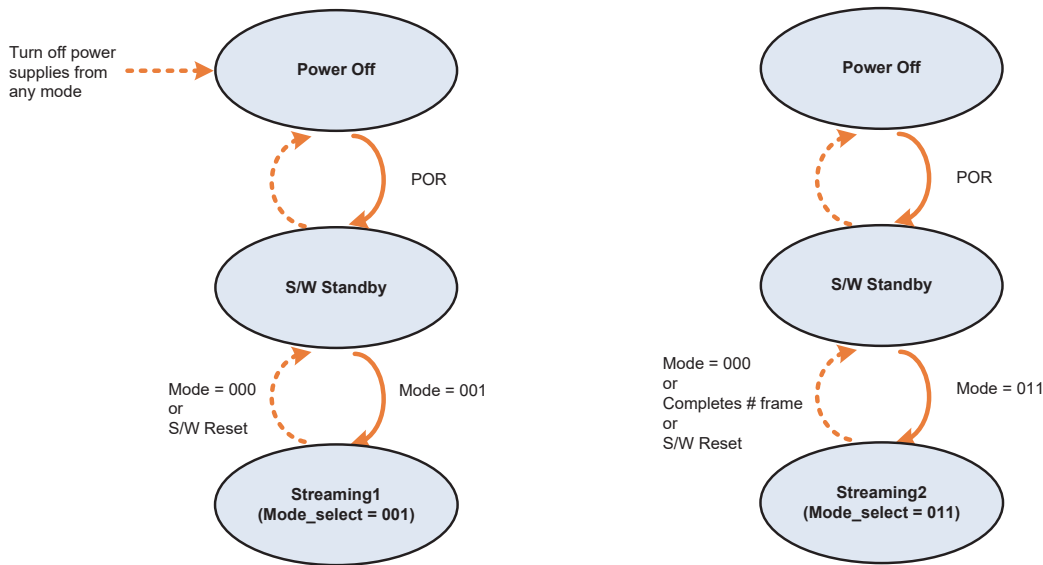 Turn off power
supplies from
any mode
Power Off
POR
S/W Standby
Mode = 000
or
S/W Reset
Mode = 001
Streaming1
(Mode_select = 001)
Power Off
POR
S/W Standby
Mode = 000
or
Completes # frame
or
S/W Reset
Mode = 011
Streaming2
(Mode_select = 011)